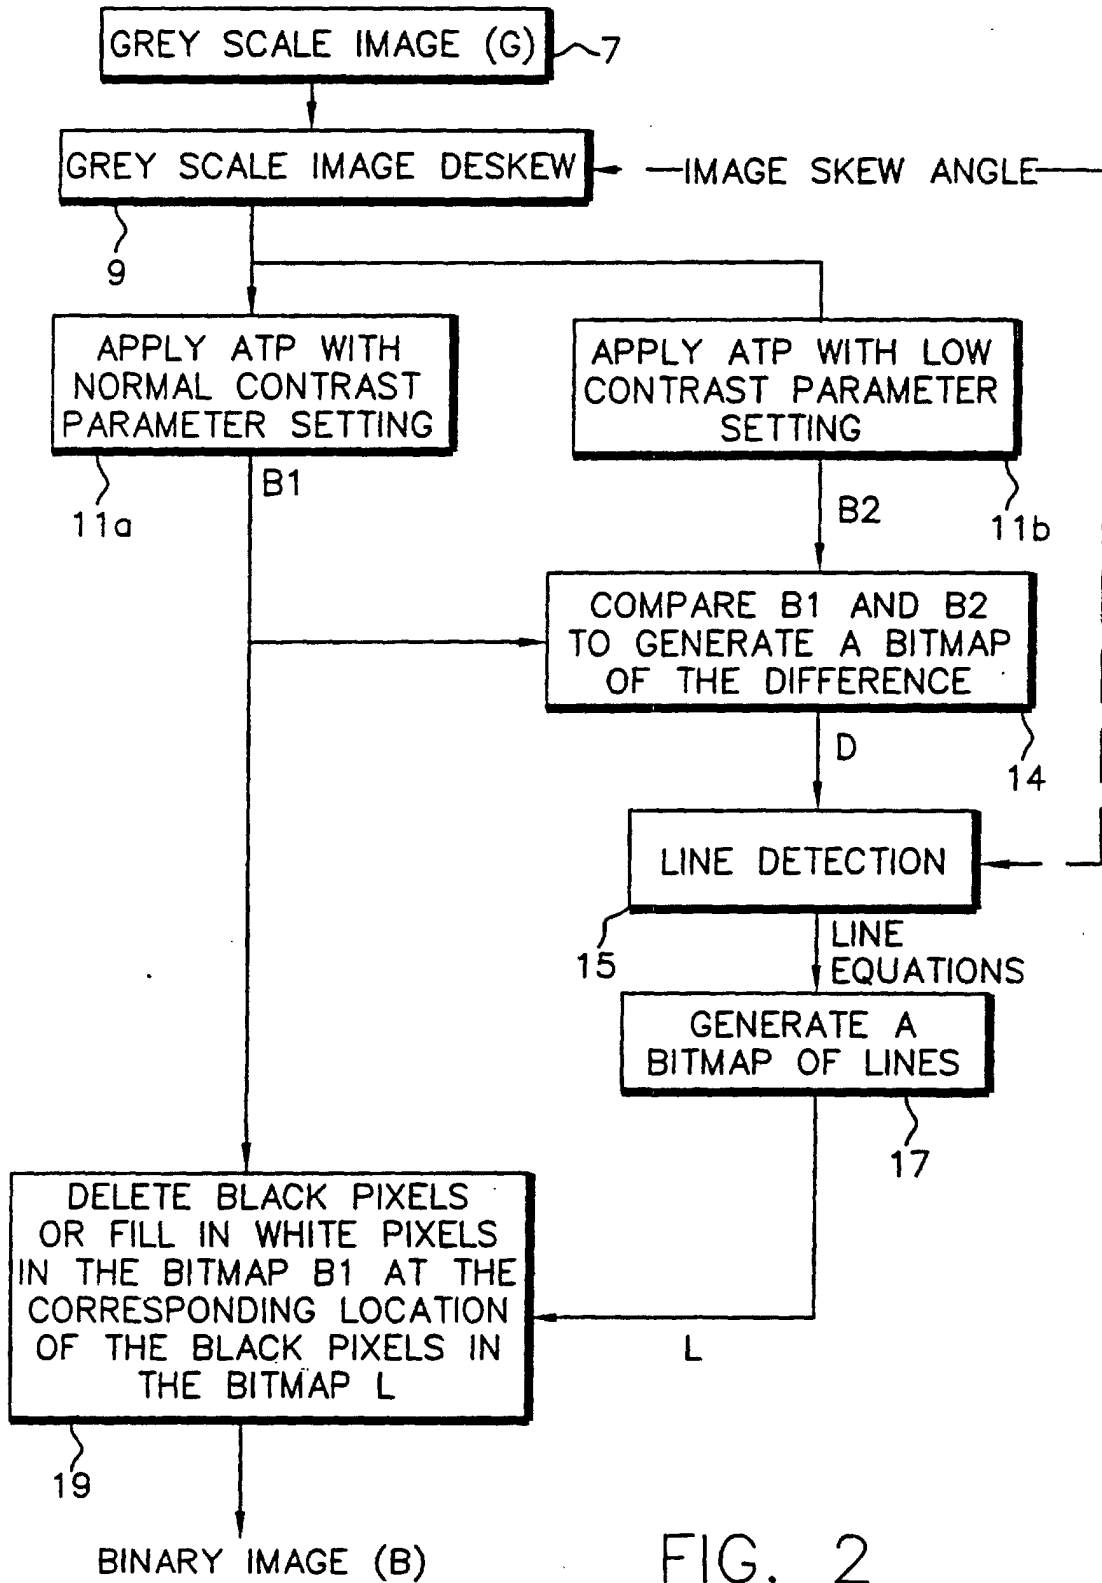 GREY SCALE IMAGE (G)
7
GREY SCALE IMAGE DESKEW
IMAGE SKEW ANGLE
9
APPLY ATP WITH
NORMAL CONTRAST
PARAMETER SETTING
APPLY ATP WITH LOW
CONTRAST PARAMETER
SETTING
B1
11a
B2
11b
COMPARE B1 AND B2
TO GENERATE A BITMAP
OF THE DIFFERENCE
D
14
LINE DETECTION
15
LINE
EQUATIONS
GENERATE A
BITMAP OF LINES
17
DELETE BLACK PIXELS
OR FILL IN WHITE PIXELS
IN THE BITMAP B1 AT THE
CORRESPONDING LOCATION
OF THE BLACK PIXELS IN
THE BITMAP L
L
19
BINARY IMAGE (B)
FIG. 2